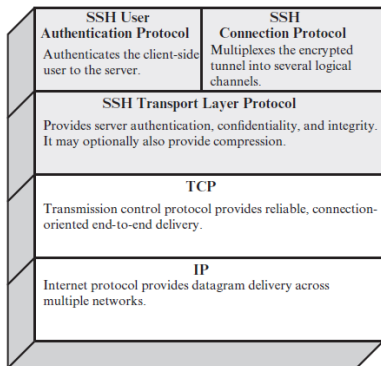 SSH User
Authentication Protocol
Authenticates the client-side
user to the server.
SSH
Connection Protocol
Multiplexes the encrypted
tunnel into several logical
channels.
SSH Transport Layer Protocol
Provides server authentication, confidentiality, and integrity.
It may optionally also provide compression.
TCP
Transmission control protocol provides reliable, connection-
oriented end-to-end delivery.
IP
Internet protocol provides datagram delivery across
multiple networks.